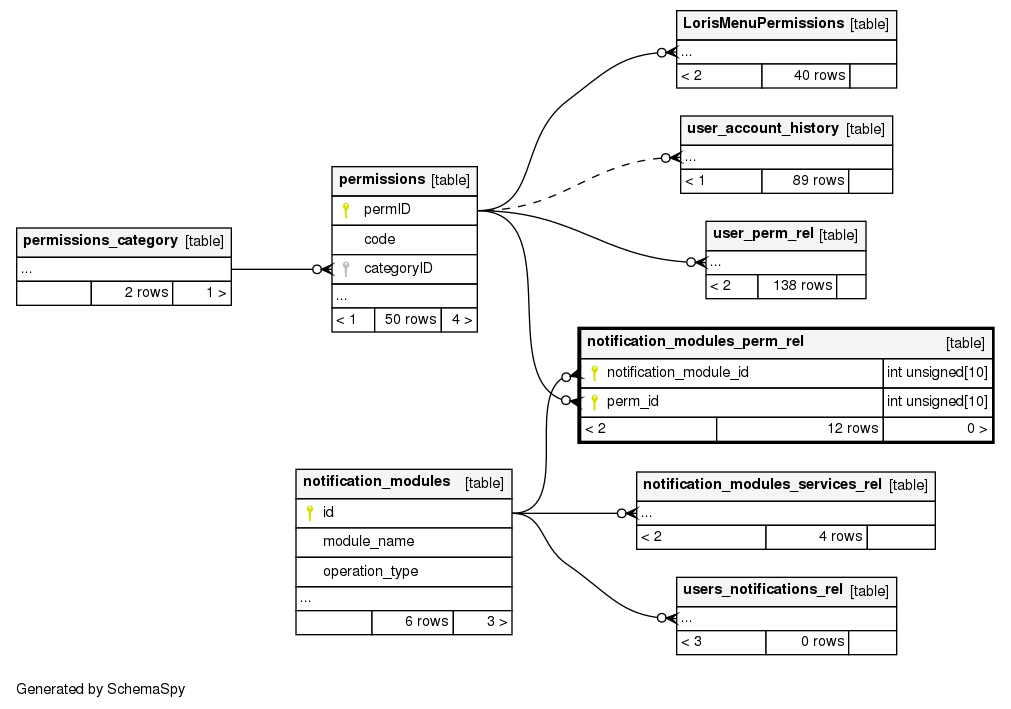 LorisMenuPermissions [table]
...
< 2 40 rows
user_account_history [table]
...
< 1 89 rows
permissions [table]
permID
code
categoryID
...
< 1 50 rows 4 >
permissions_category [table]
...
2 rows 1 >
user_perm_rel [table]
...
< 2 138 rows
notification_modules_perm_rel [table]
notification_module_id int unsigned[10]
perm_id int unsigned[10]
< 2 12 rows 0 >
notification_modules [table]
id
module_name
operation_type
...
6 rows 3 >
notification_modules_services_rel [table]
...
< 2 4 rows
users_notifications_rel [table]
...
< 3 0 rows
Generated by SchemaSpy